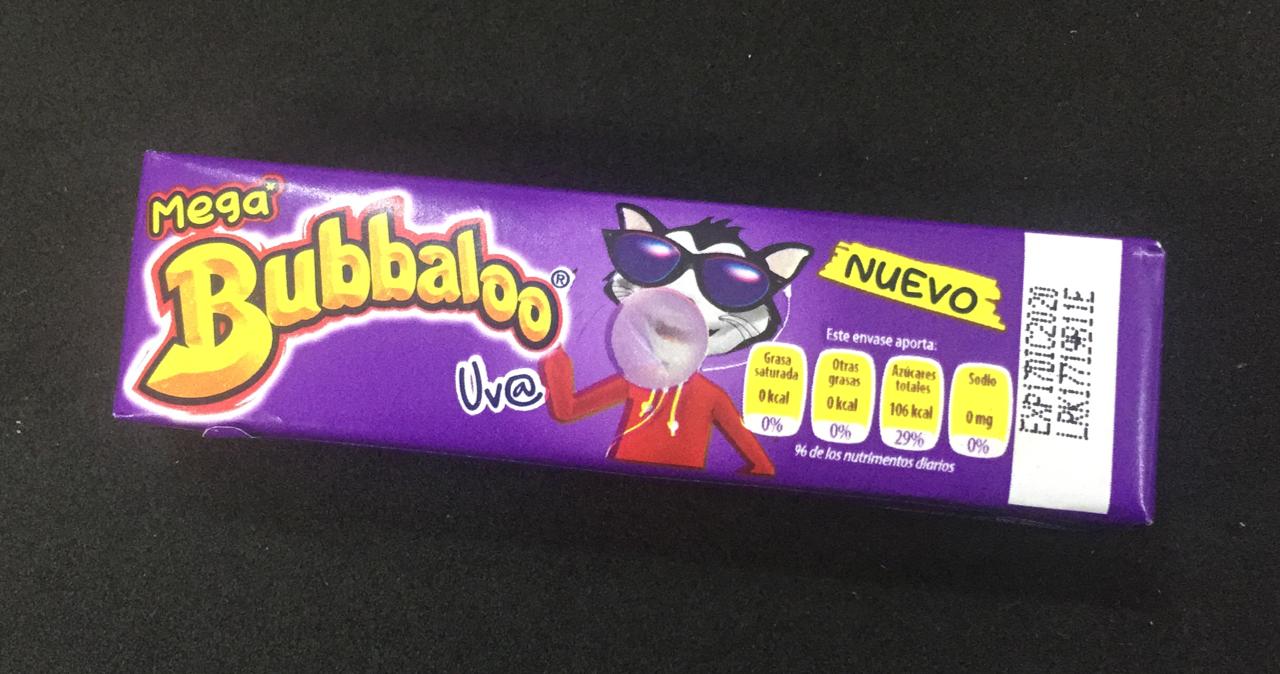 Mega*
Bubbaloo®
Uv@
NUEVO
Este envase aporta:
Grasa
saturada
0 kcal
0%
Otras
grasas
0 kcal
0%
Azúcares
totales
106 kcal
29%
Sodio
0 mg
0%
% de los nutrimentos diarios